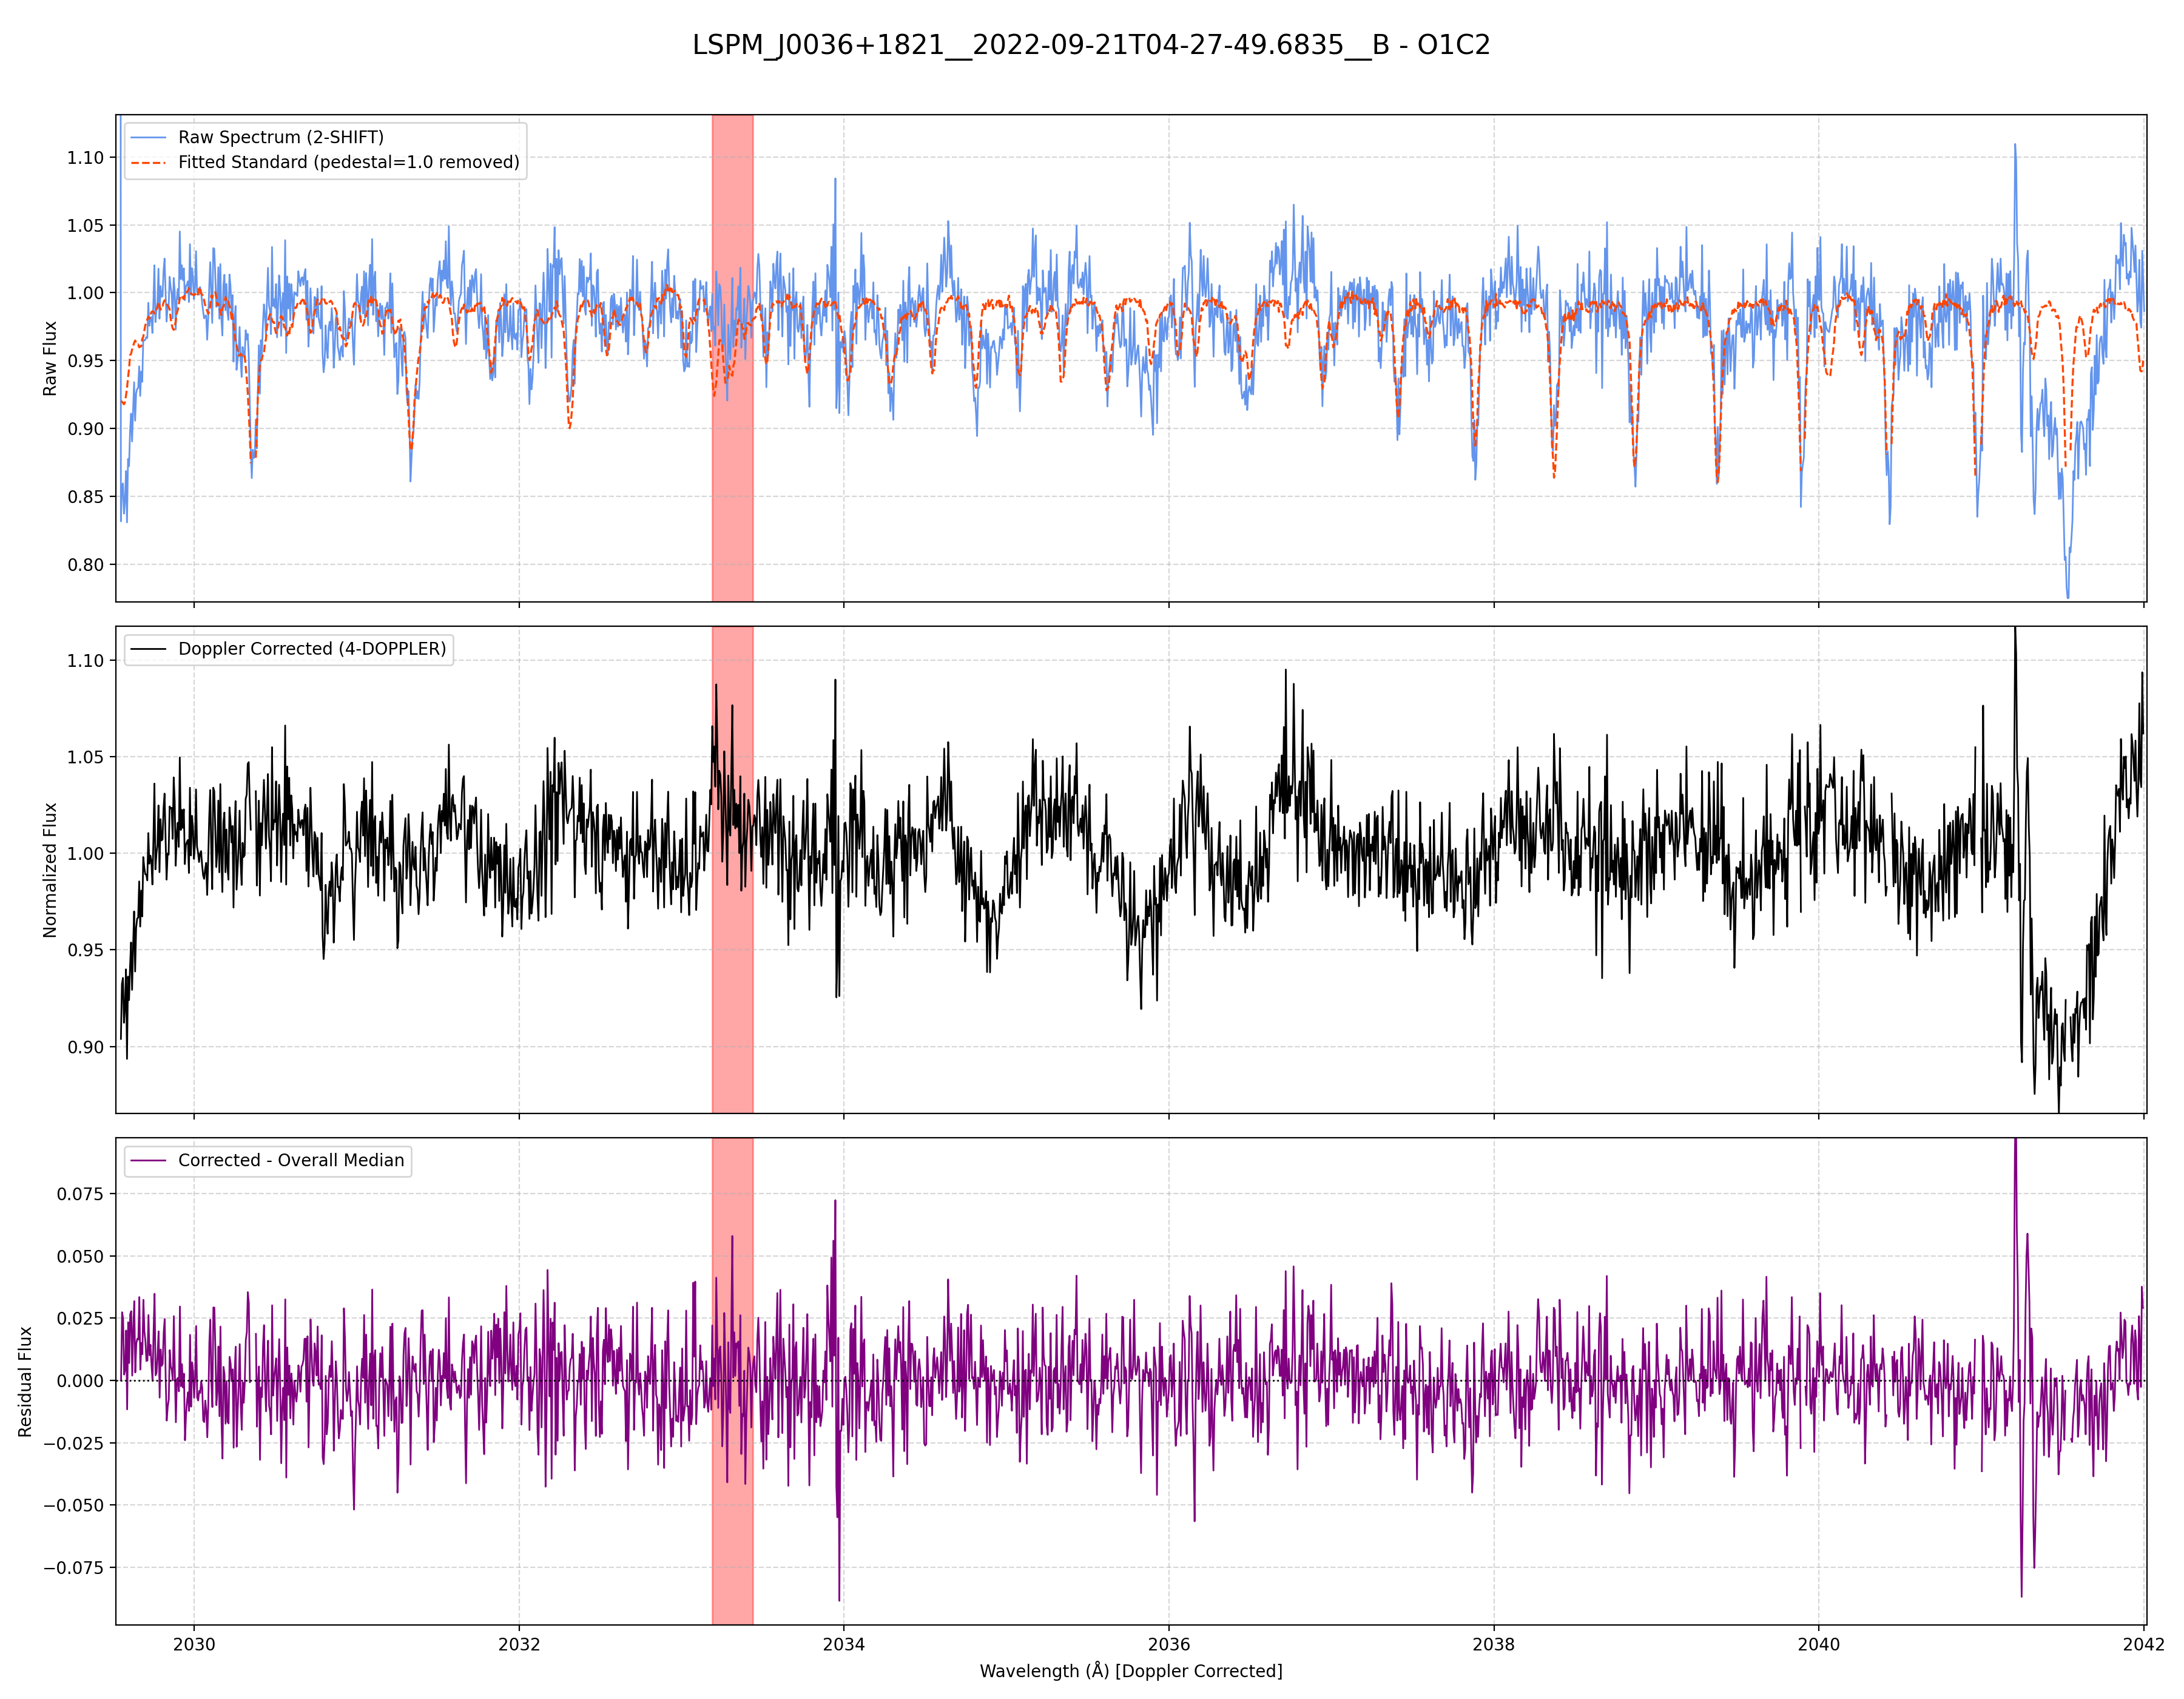 LSPM_J0036+1821__2022-09-21T04-27-49.6835__B - O1C2
Raw Spectrum (2-SHIFT)
Fitted Standard (pedestal=1.0 removed)
Raw Flux
1.10
1.05
1.00
0.95
0.90
0.85
0.80
Doppler Corrected (4-DOPPLER)
Normalized Flux
1.10
1.05
1.00
0.95
0.90
Corrected - Overall Median
Residual Flux
0.075
0.050
0.025
0.000
−0.025
−0.050
−0.075
2030 2032 2034 2036 2038 2040 2042
Wavelength (Å) [Doppler Corrected]